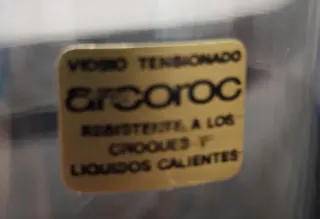 VIDRIO TENSIONADO
arcoroc
RESISTENTE A LOS
CHOQUES Y
LIQUIDOS CALIENTES